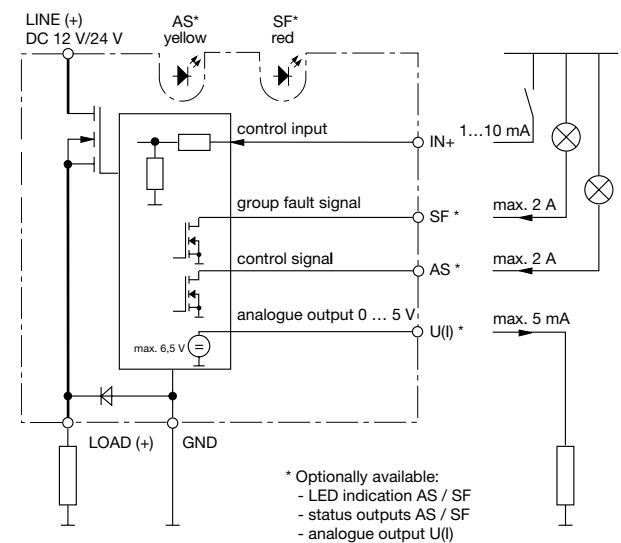 LINE (+)
DC 12 V/24 V
AS*
yellow
SF*
red
control input
IN+
1…10 mA
group fault signal
SF *
max. 2 A
control signal
AS *
max. 2 A
analogue output 0 … 5 V
U(I) *
max. 5 mA
max. 6,5 V
LOAD (+)
GND
* Optionally available:
- LED indication AS / SF
- status outputs AS / SF
- analogue output U(I)